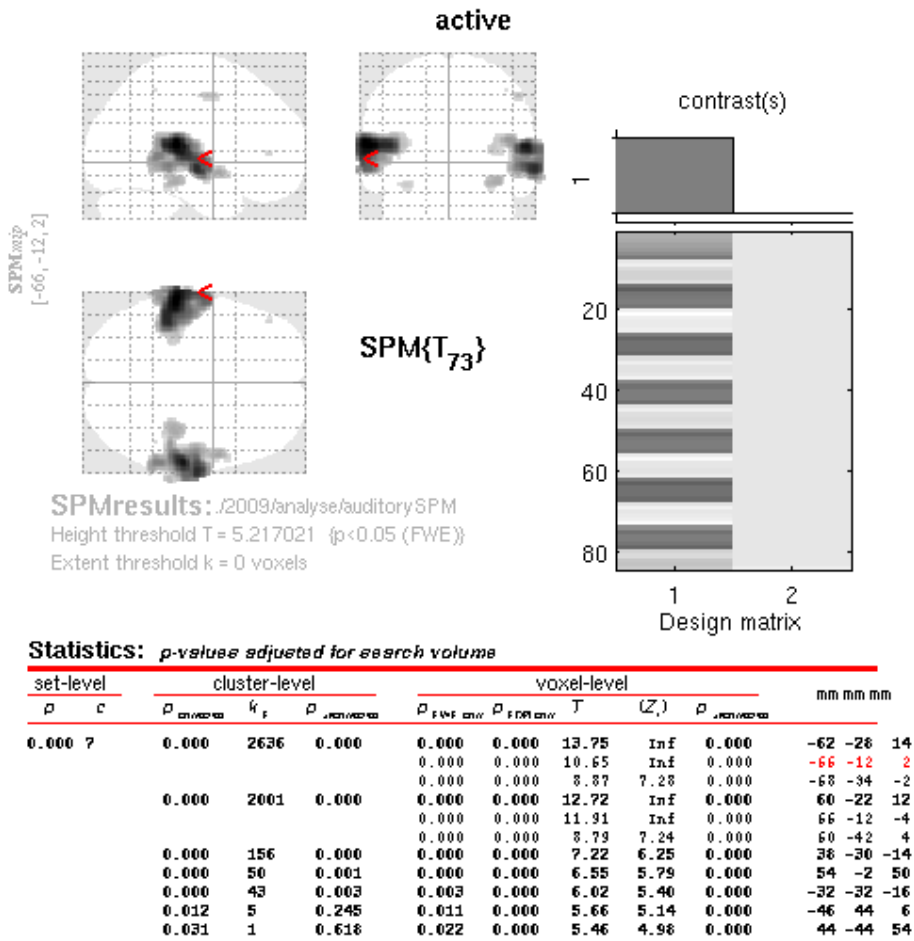 active
contrast(s)
1
SPMmip
[-66, -12, 2]
SPM{T73}
20
40
60
80
1 2
Design matrix
SPMresults: ./2009/analyse/auditorySPM
Height threshold T = 5.217021 {p<0.05 (FWE)}
Extent threshold k = 0 voxels
Statistics: p-values adjusted for search volume
set-level cluster-level voxel-level mm mm mm
p c p corrected k E p uncorrected p FWE-corr p FDR-corr T (Z ) p uncorrected
0.000 7 0.000 2636 0.000 0.000 0.000 13.75 Inf 0.000 -62 -28 14
0.000 0.000 10.65 Inf 0.000 -66 -12 2
0.000 0.000 8.87 7.28 0.000 -68 -34 -2
0.000 2001 0.000 0.000 0.000 12.72 Inf 0.000 60 -22 12
0.000 0.000 11.91 Inf 0.000 66 -12 -4
0.000 0.000 8.79 7.24 0.000 60 -42 4
0.000 156 0.000 0.000 0.000 7.22 6.25 0.000 38 -30 -14
0.000 50 0.001 0.000 0.000 6.55 5.79 0.000 54 -2 50
0.000 43 0.003 0.003 0.000 6.02 5.40 0.000 -32 -32 -16
0.012 5 0.245 0.011 0.000 5.66 5.14 0.000 -46 44 6
0.031 1 0.618 0.022 0.000 5.46 4.98 0.000 44 -44 54